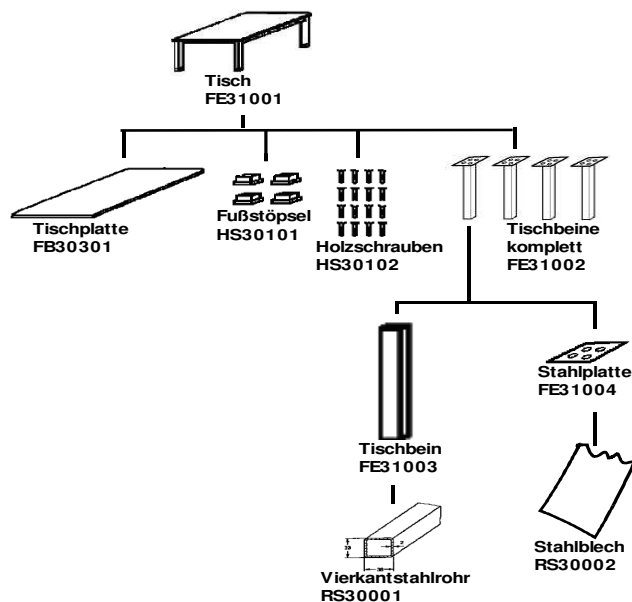 Tisch
FE31001
Tischplatte
FB30301
Fußstöpsel
HS30101
Holzschrauben
HS30102
Tischbeine
komplett
FE31002
Tischbein
FE31003
Stahlplatte
FE31004
Vierkantstahlrohr
RS30001
Stahlblech
RS30002